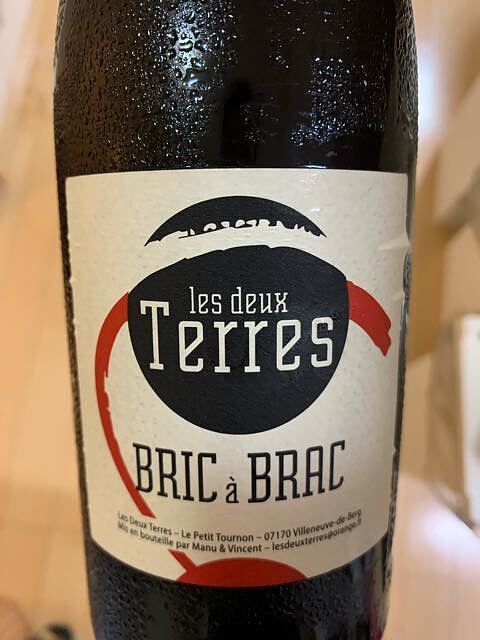 les deux
Terres
BRIC à BRAC
Les Deux Terres – Le Petit Tournon – 07170 Villeneuve-de-Berg
Mis en bouteille par Manu & Vincent – lesdeuxterres@orange.fr